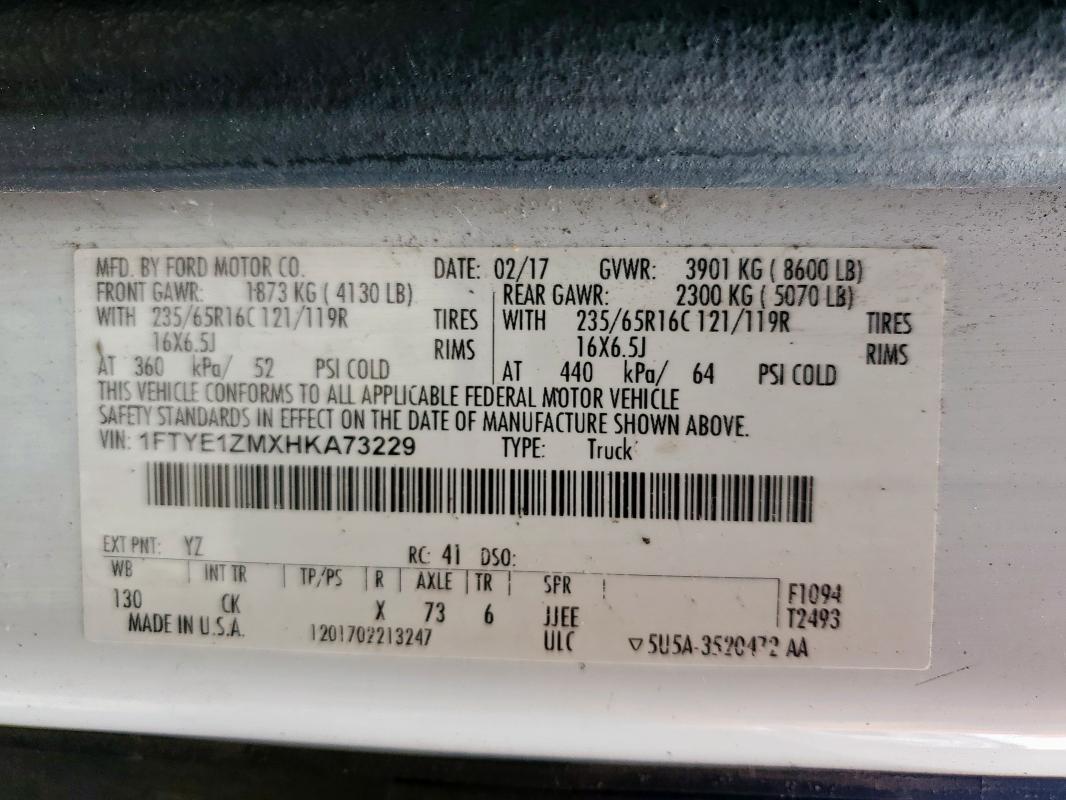 MFD. BY FORD MOTOR CO. DATE: 02/17 GVWR: 3901 KG ( 8600 LB)
FRONT GAWR: 1873 KG ( 4130 LB) REAR GAWR: 2300 KG ( 5070 LB)
WITH 235/65R16C 121/119R TIRES WITH 235/65R16C 121/119R TIRES
16X6.5J RIMS 16X6.5J RIMS
AT 360 kPa/ 52 PSI COLD AT 440 kPa/ 64 PSI COLD
THIS VEHICLE CONFORMS TO ALL APPLICABLE FEDERAL MOTOR VEHICLE
SAFETY STANDARDS IN EFFECT ON THE DATE OF MANUFACTURE SHOWN ABOVE.
VIN: 1FTYE1ZMXHKA73229 TYPE: Truck
EXT PNT: YZ RC: 41 DSO:
WB INT TR TP/PS R AXLE TR SPR F1094
130 CK X 73 6 JJEE T2493
MADE IN U.S.A. 1201702213247 ULC ▽5U5A-3520472 AA